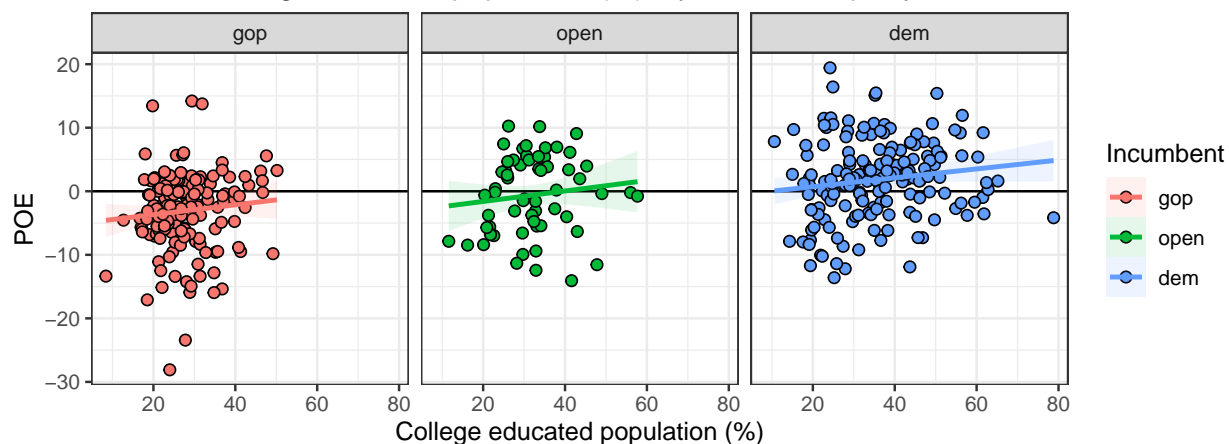 gop open dem
20
10
0
−10
−20
−30
20 40 60 80 20 40 60 80 20 40 60 80
POE
College educated population (%)
Incumbent
gop
open
dem